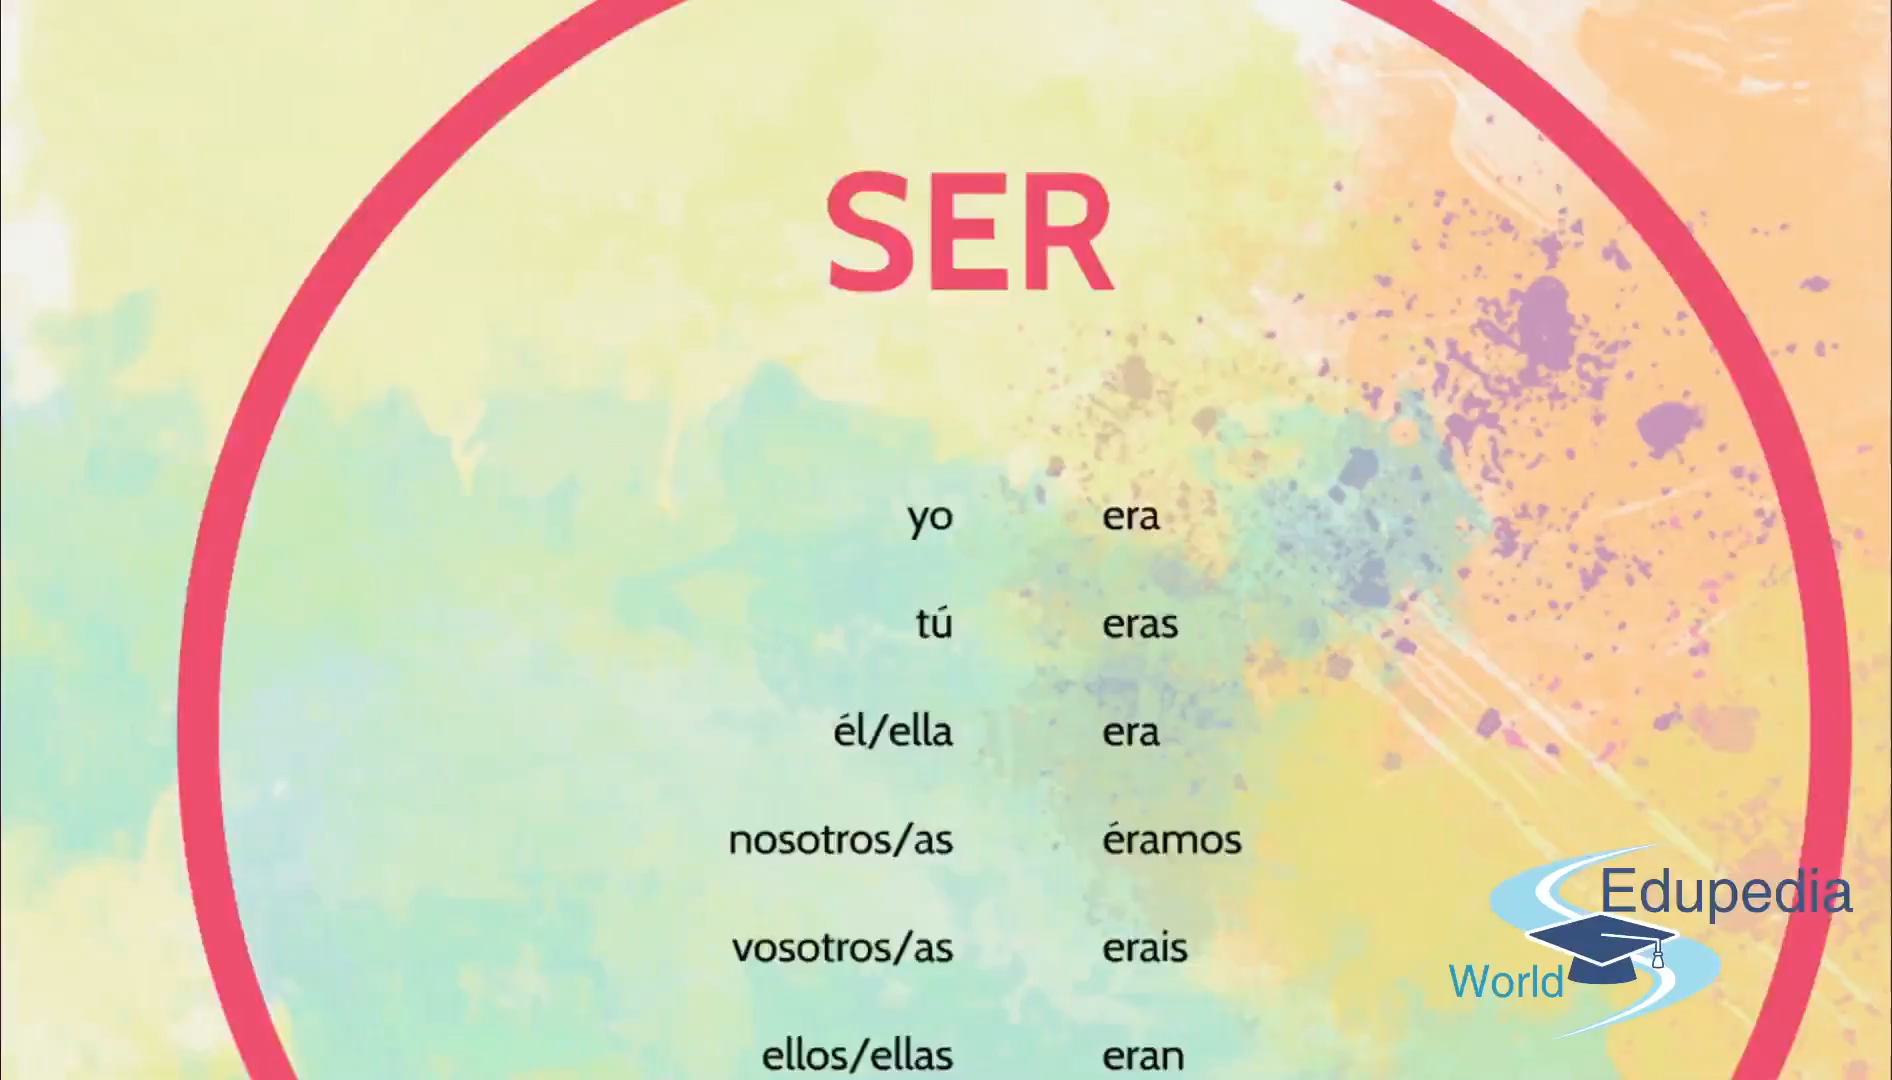 SER
yo era
tú eras
él/ella era
nosotros/as éramos
vosotros/as erais
ellos/ellas eran
Edupedia
World